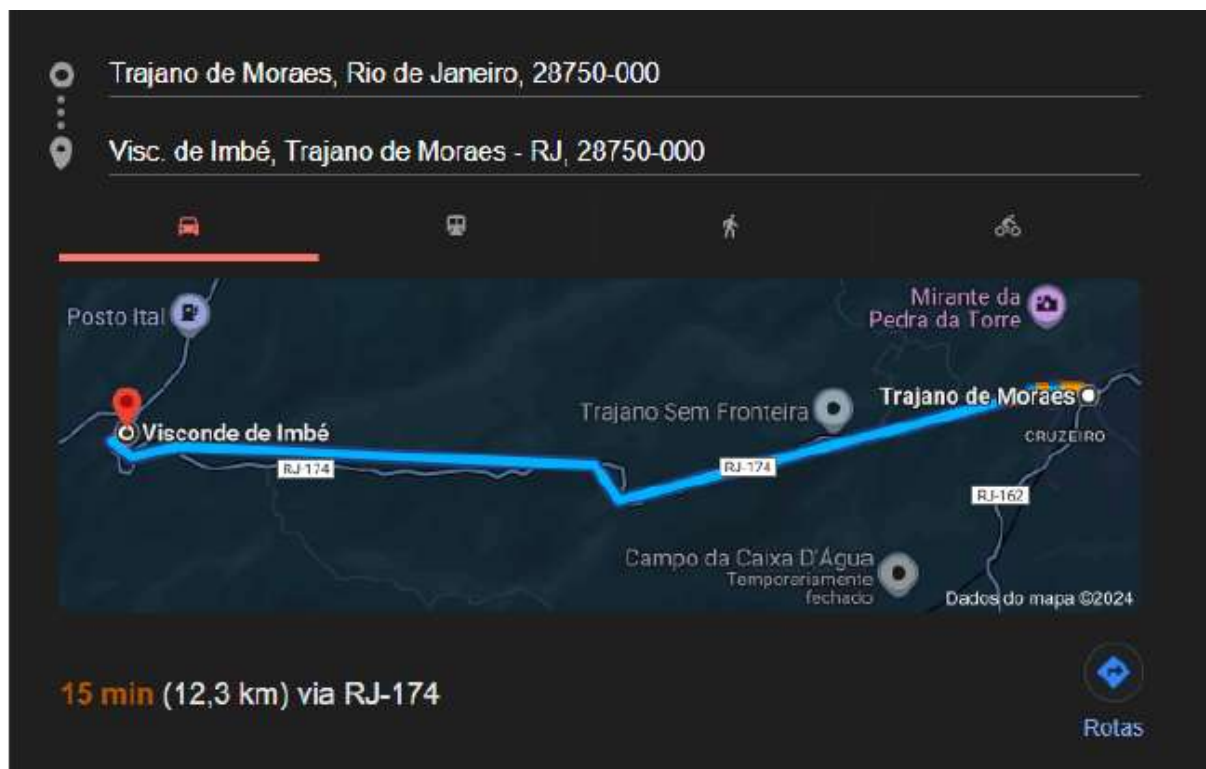 Trajano de Moraes, Rio de Janeiro, 28750-000
Visc. de Imbé, Trajano de Moraes - RJ, 28750-000
Posto Ital
Mirante da
Pedra da Torre
Trajano de Moraes
Trajano Sem Fronteira
CRUZEIRO
Visconde de Imbé
RJ-174
RJ-174
RJ-162
Campo da Caixa D'Água
Temporariamente
fechado
Dados do mapa ©2024
15 min (12,3 km) via RJ-174
Rotas